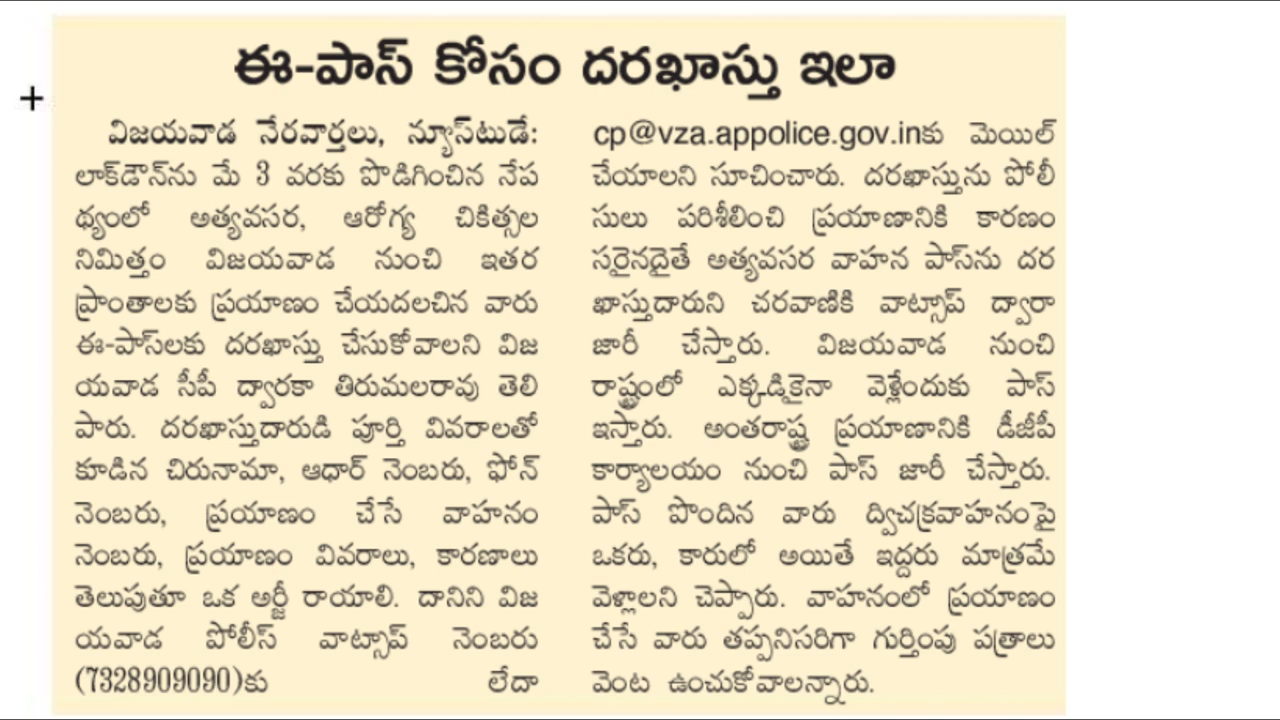 ఈ-పాస్ కోసం దరఖాస్తు ఇలా
విజయవాడ నేరవార్తలు, న్యూస్‌టుడే:
లాక్‌డౌన్‌ను మే 3 వరకు పొడిగించిన నేప
థ్యంలో అత్యవసర, ఆరోగ్య చికిత్సల
నిమిత్తం విజయవాడ నుంచి ఇతర
ప్రాంతాలకు ప్రయాణం చేయదలచిన వారు
ఈ-పాస్‌లకు దరఖాస్తు చేసుకోవాలని విజ
యవాడ సీపీ ద్వారకా తిరుమలరావు తెలి
పారు. దరఖాస్తుదారుడి పూర్తి వివరాలతో
కూడిన చిరునామా, ఆధార్ నెంబరు, ఫోన్
నెంబరు, ప్రయాణం చేసే వాహనం
నెంబరు, ప్రయాణం వివరాలు, కారణాలు
తెలుపుతూ ఒక అర్జీ రాయాలి. దానిని విజ
యవాడ పోలీస్ వాట్సాప్ నెంబరు
(7328909090)కు లేదా
cp@vza.appolice.gov.inకు మెయిల్
చేయాలని సూచించారు. దరఖాస్తును పోలీ
సులు పరిశీలించి ప్రయాణానికి కారణం
సరైనదైతే అత్యవసర వాహన పాస్‌ను దర
ఖాస్తుదారుని చరవాణికి వాట్సాప్ ద్వారా
జారీ చేస్తారు. విజయవాడ నుంచి
రాష్ట్రంలో ఎక్కడికైనా వెళ్లేందుకు పాస్
ఇస్తారు. అంతరాష్ట్ర ప్రయాణానికి డీజీపీ
కార్యాలయం నుంచి పాస్ జారీ చేస్తారు.
పాస్ పొందిన వారు ద్విచక్రవాహనంపై
ఒకరు, కారులో అయితే ఇద్దరు మాత్రమే
వెళ్లాలని చెప్పారు. వాహనంలో ప్రయాణం
చేసే వారు తప్పనిసరిగా గుర్తింపు పత్రాలు
వెంట ఉంచుకోవాలన్నారు.